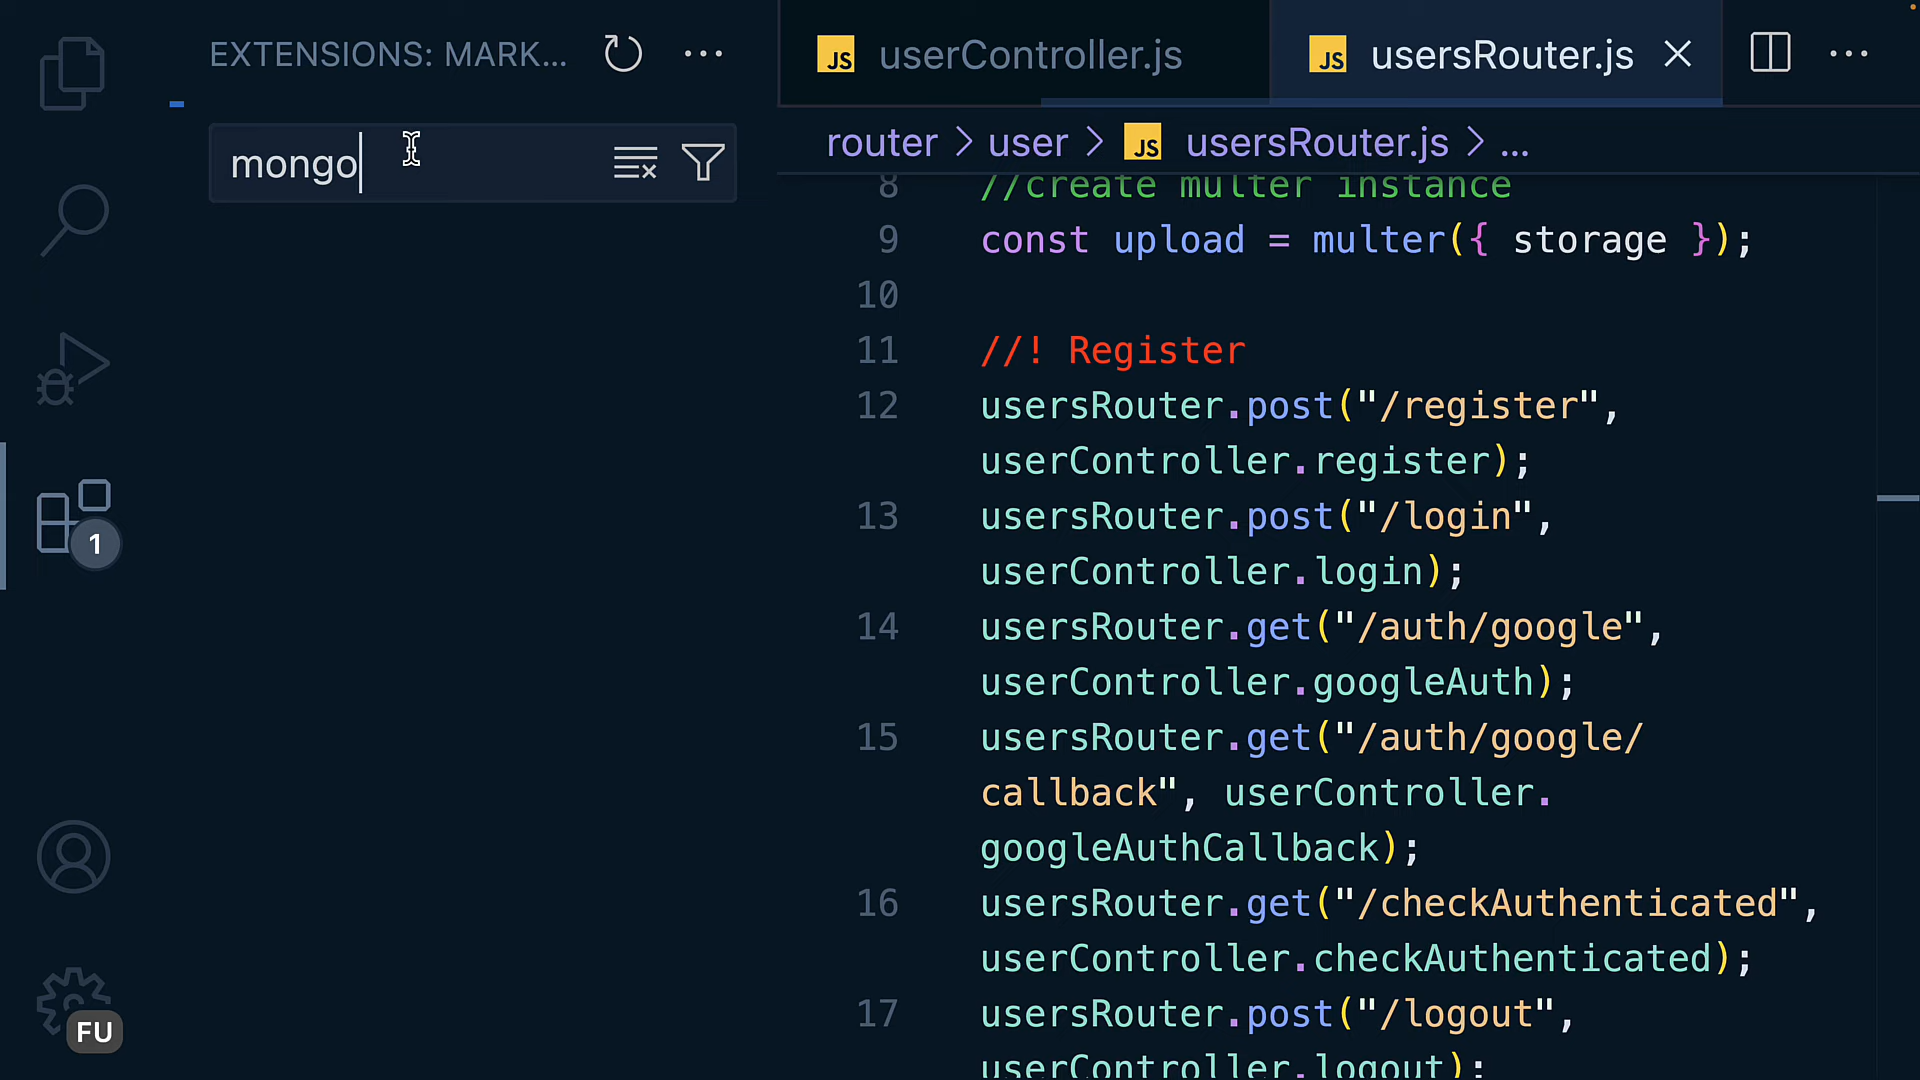 EXTENSIONS: MARK...
mongo
1
FU
JS userController.js
JS usersRouter.js
router > user > JS usersRouter.js > ...
8 //create multer instance
9 const upload = multer({ storage });
10
11 //! Register
12 usersRouter.post("/register",
userController.register);
13 usersRouter.post("/login",
userController.login);
14 usersRouter.get("/auth/google",
userController.googleAuth);
15 usersRouter.get("/auth/google/
callback", userController.
googleAuthCallback);
16 usersRouter.get("/checkAuthenticated",
userController.checkAuthenticated);
17 usersRouter.post("/logout",
userController.logout);